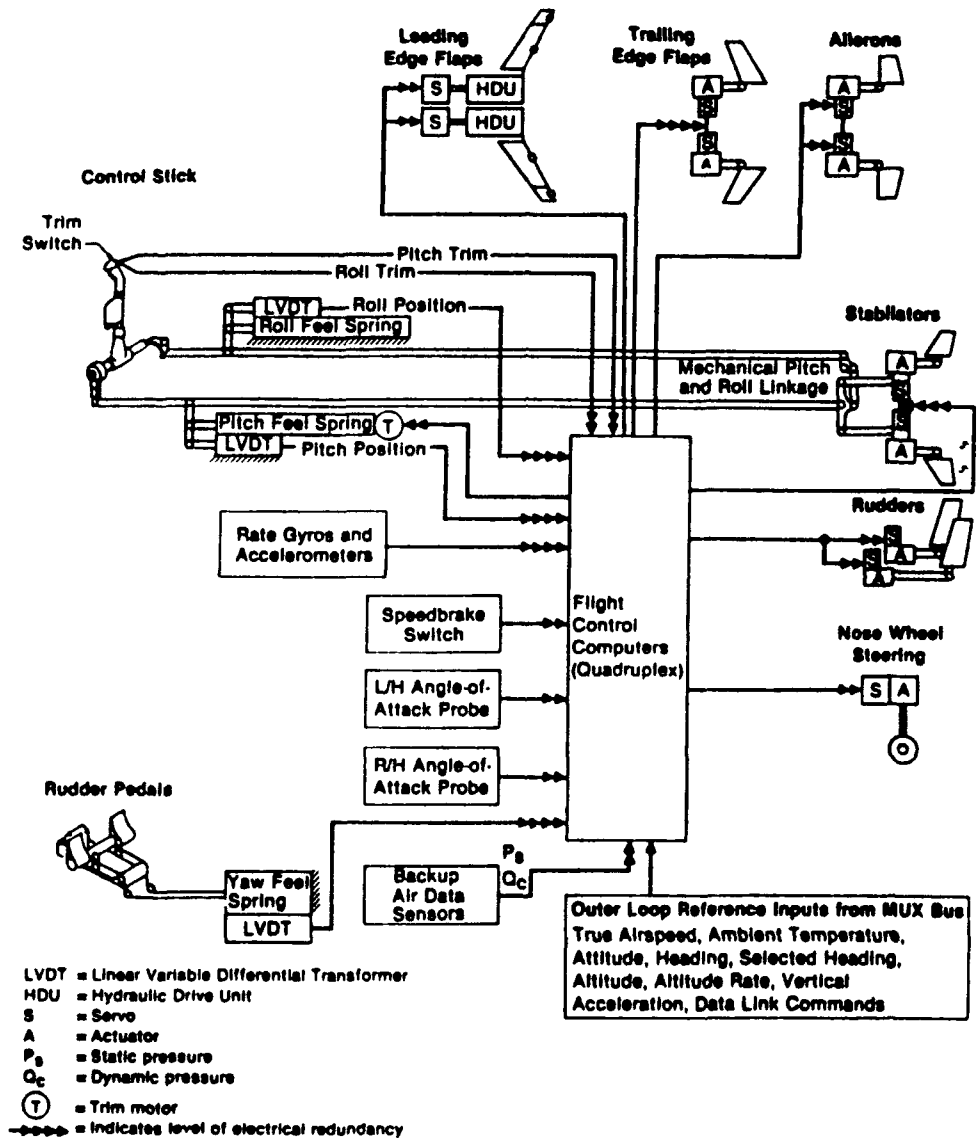 Leading
Edge Flaps
S
HDU
S
HDU
Trailing
Edge Flaps
A
S
S
A
Ailerons
A
S
S
A
Control Stick
Trim
Switch
Pitch Trim
Roll Trim
LVDT
Roll Position
Roll Feel Spring
Stabilators
A
Mechanical Pitch
and Roll Linkage
A
Pitch Feel Spring
T
LVDT
Pitch Position
Rate Gyros and
Accelerometers
Rudders
S
A
S
A
Speedbrake
Switch
Flight
Control
Computers
(Quadruplex)
Nose Wheel
Steering
S
A
L/H Angle-of-
Attack Probe
R/H Angle-of-
Attack Probe
Rudder Pedals
Yaw Feel
Spring
LVDT
Backup
Air Data
Sensors
Ps
Qc
Outer Loop Reference Inputs from MUX Bus
True Airspeed, Ambient Temperature,
Attitude, Heading, Selected Heading,
Altitude, Altitude Rate, Vertical
Acceleration, Data Link Commands
LVDT = Linear Variable Differential Transformer
HDU = Hydraulic Drive Unit
S = Servo
A = Actuator
Ps = Static pressure
Qc = Dynamic pressure
T = Trim motor
= Indicates level of electrical redundancy